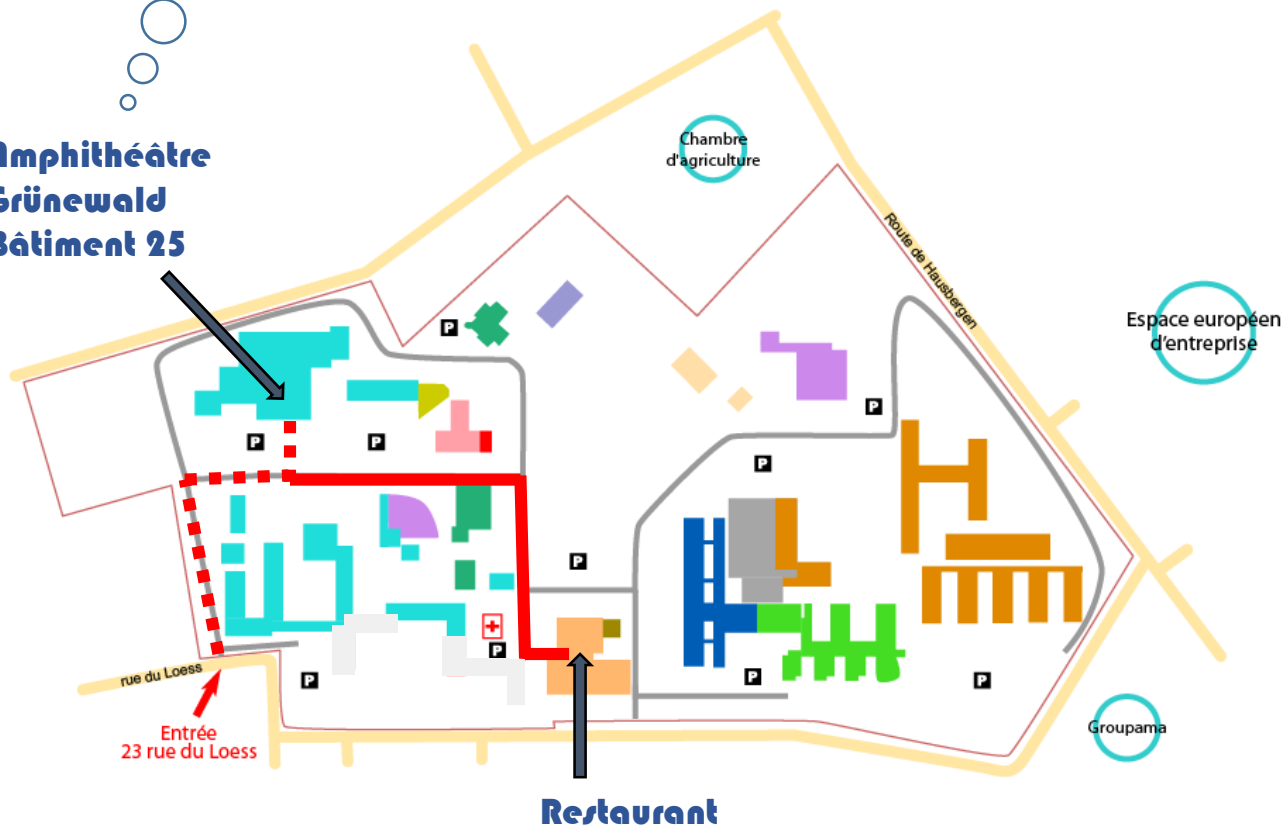 Amphithéâtre
Grünewald
Bâtiment 25
Chambre
d'agriculture
Route de Hausbergen
Espace européen
d'entreprise
P
P
P
P
P
P
P
P
P
P
rue du Loess
Entrée
23 rue du Loess
Groupama
Restaurant